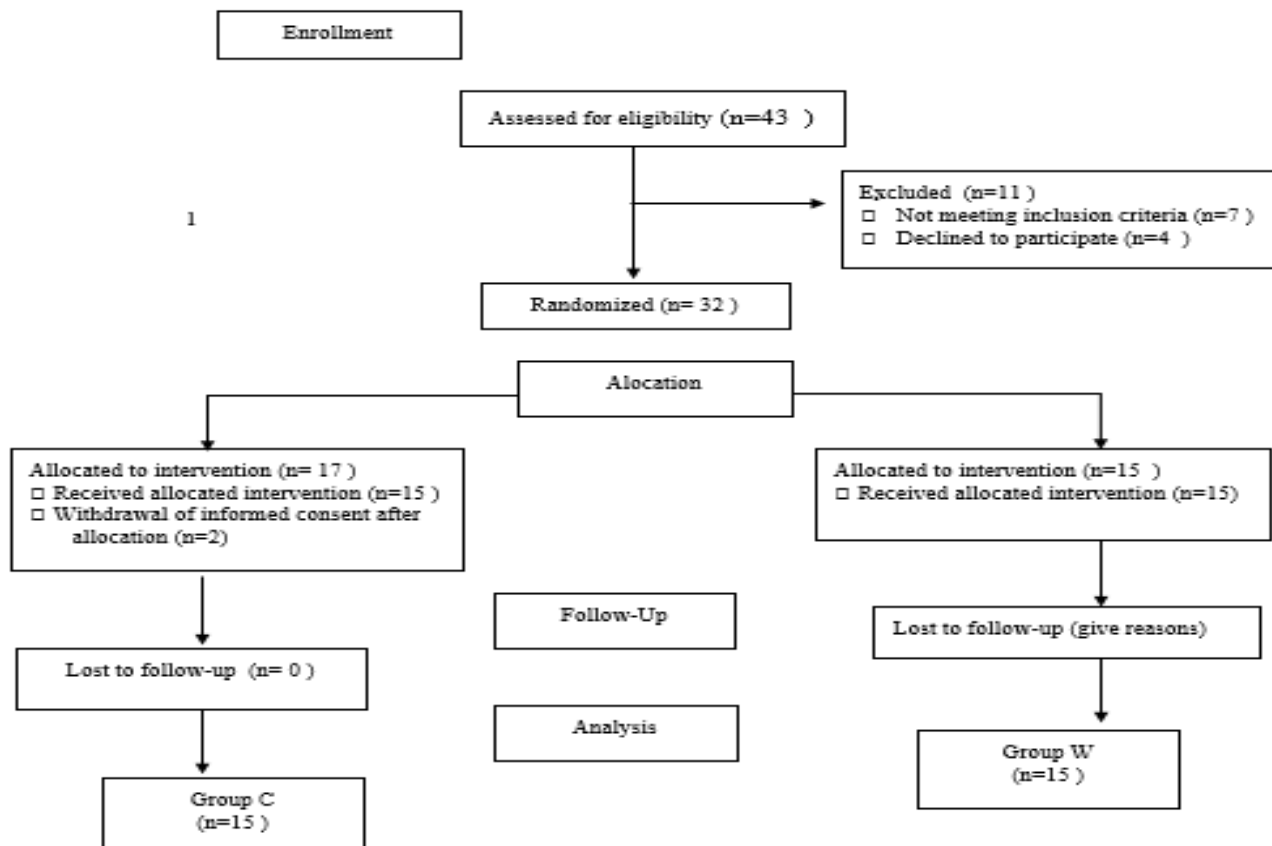 Enrollment
Assessed for eligibility (n=43 )
Excluded (n=11 )
□ Not meeting inclusion criteria (n=7 )
□ Declined to participate (n=4 )
1
Randomized (n= 32 )
Alocation
Allocated to intervention (n= 17 )
□ Received allocated intervention (n=15 )
□ Withdrawal of informed consent after
allocation (n=2)
Allocated to intervention (n=15 )
□ Received allocated intervention (n=15)
Follow-Up
Lost to follow-up (n= 0 )
Lost to follow-up (give reasons)
Analysis
Group C
(n=15 )
Group W
(n=15 )